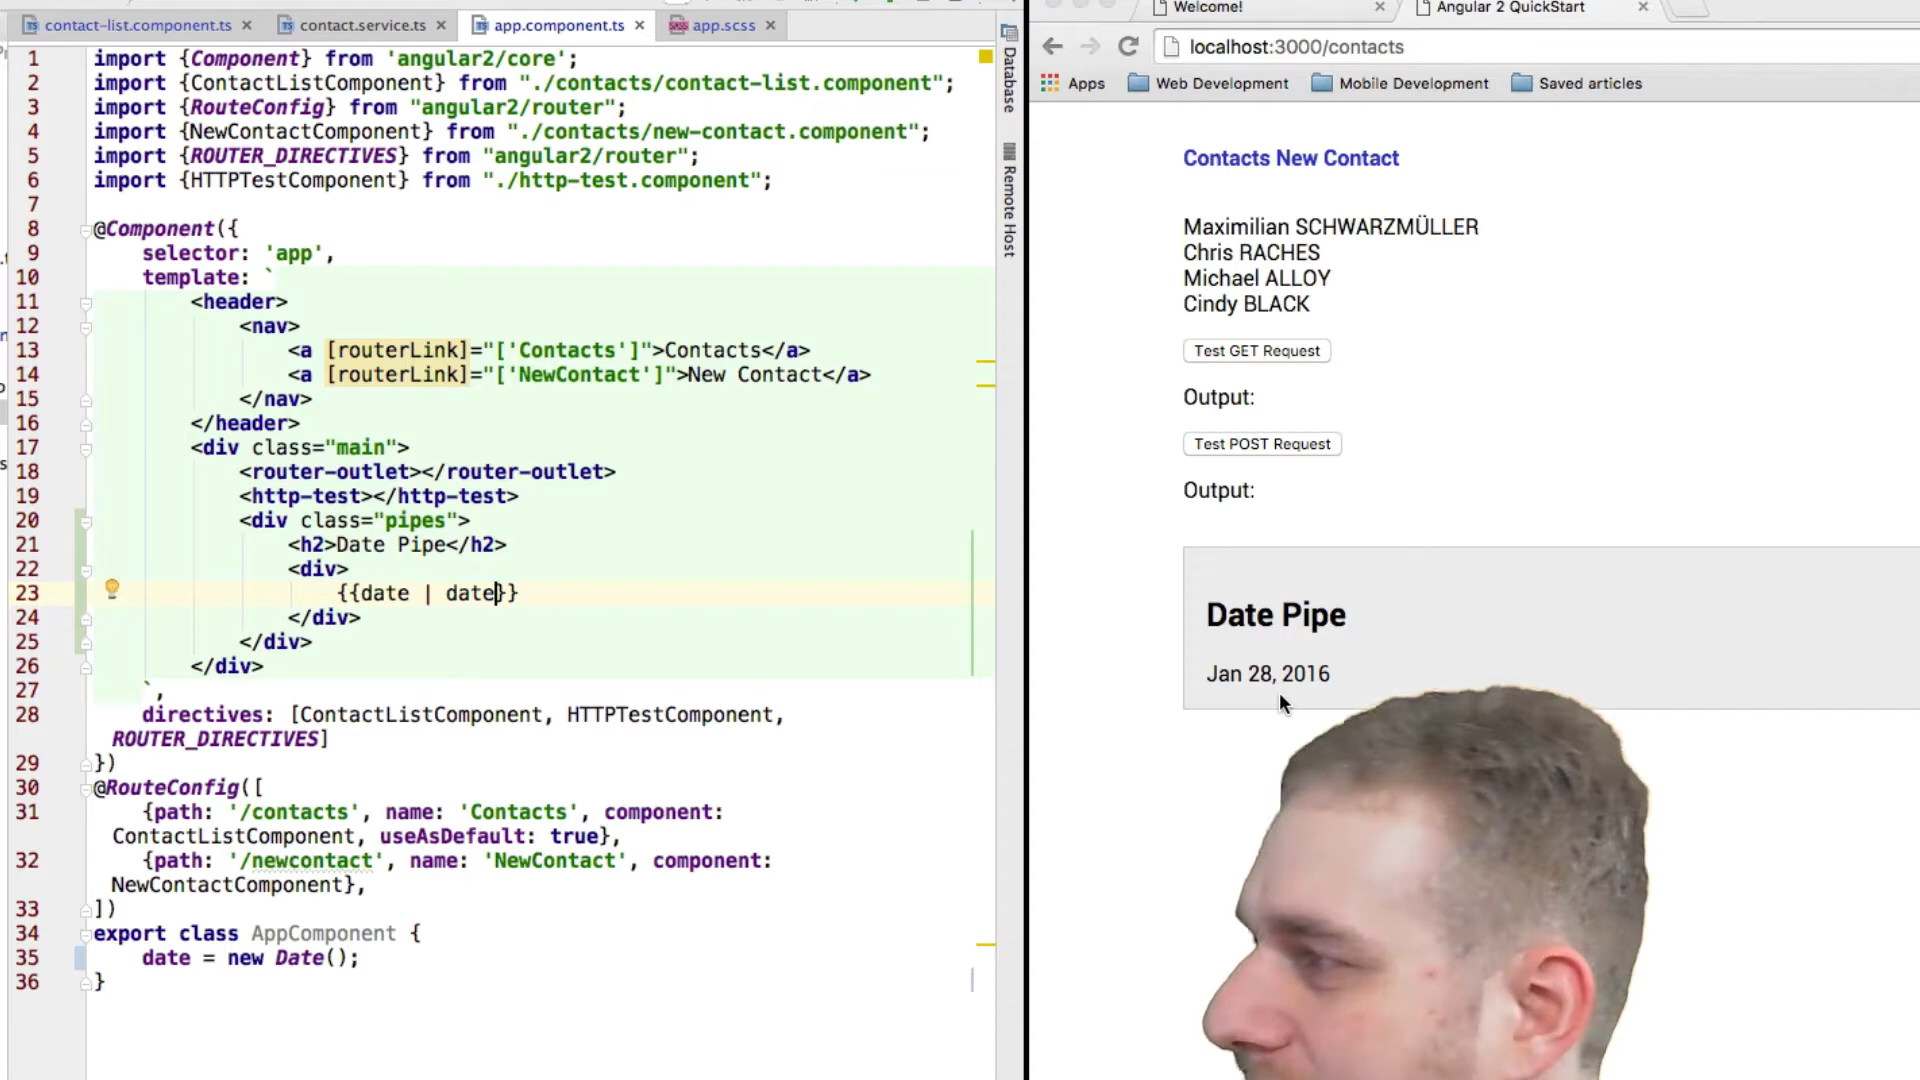 contact-list.component.ts
contact.service.ts
app.component.ts
app.scss
1 import {Component} from 'angular2/core';
2 import {ContactListComponent} from "./contacts/contact-list.component";
3 import {RouteConfig} from "angular2/router";
4 import {NewContactComponent} from "./contacts/new-contact.component";
5 import {ROUTER_DIRECTIVES} from "angular2/router";
6 import {HTTPTestComponent} from "./http-test.component";
7
8 @Component({
9 selector: 'app',
10 template: `
11 <header>
12 <nav>
13 <a [routerLink]="['Contacts']">Contacts</a>
14 <a [routerLink]="['NewContact']">New Contact</a>
15 </nav>
16 </header>
17 <div class="main">
18 <router-outlet></router-outlet>
19 <http-test></http-test>
20 <div class="pipes">
21 <h2>Date Pipe</h2>
22 <div>
23 {{date | date}}
24 </div>
25 </div>
26 </div>
27 `,
28 directives: [ContactListComponent, HTTPTestComponent,
ROUTER_DIRECTIVES]
29 })
30 @RouteConfig([
31 {path: '/contacts', name: 'Contacts', component:
ContactListComponent, useAsDefault: true},
32 {path: '/newcontact', name: 'NewContact', component:
NewContactComponent},
33 ])
34 export class AppComponent {
35 date = new Date();
36 }
Database
Remote Host
Welcome!
Angular 2 QuickStart
localhost:3000/contacts
Apps
Web Development
Mobile Development
Saved articles
Contacts New Contact
Maximilian SCHWARZMÜLLER
Chris RACHES
Michael ALLOY
Cindy BLACK
Test GET Request
Output:
Test POST Request
Output:
Date Pipe
Jan 28, 2016